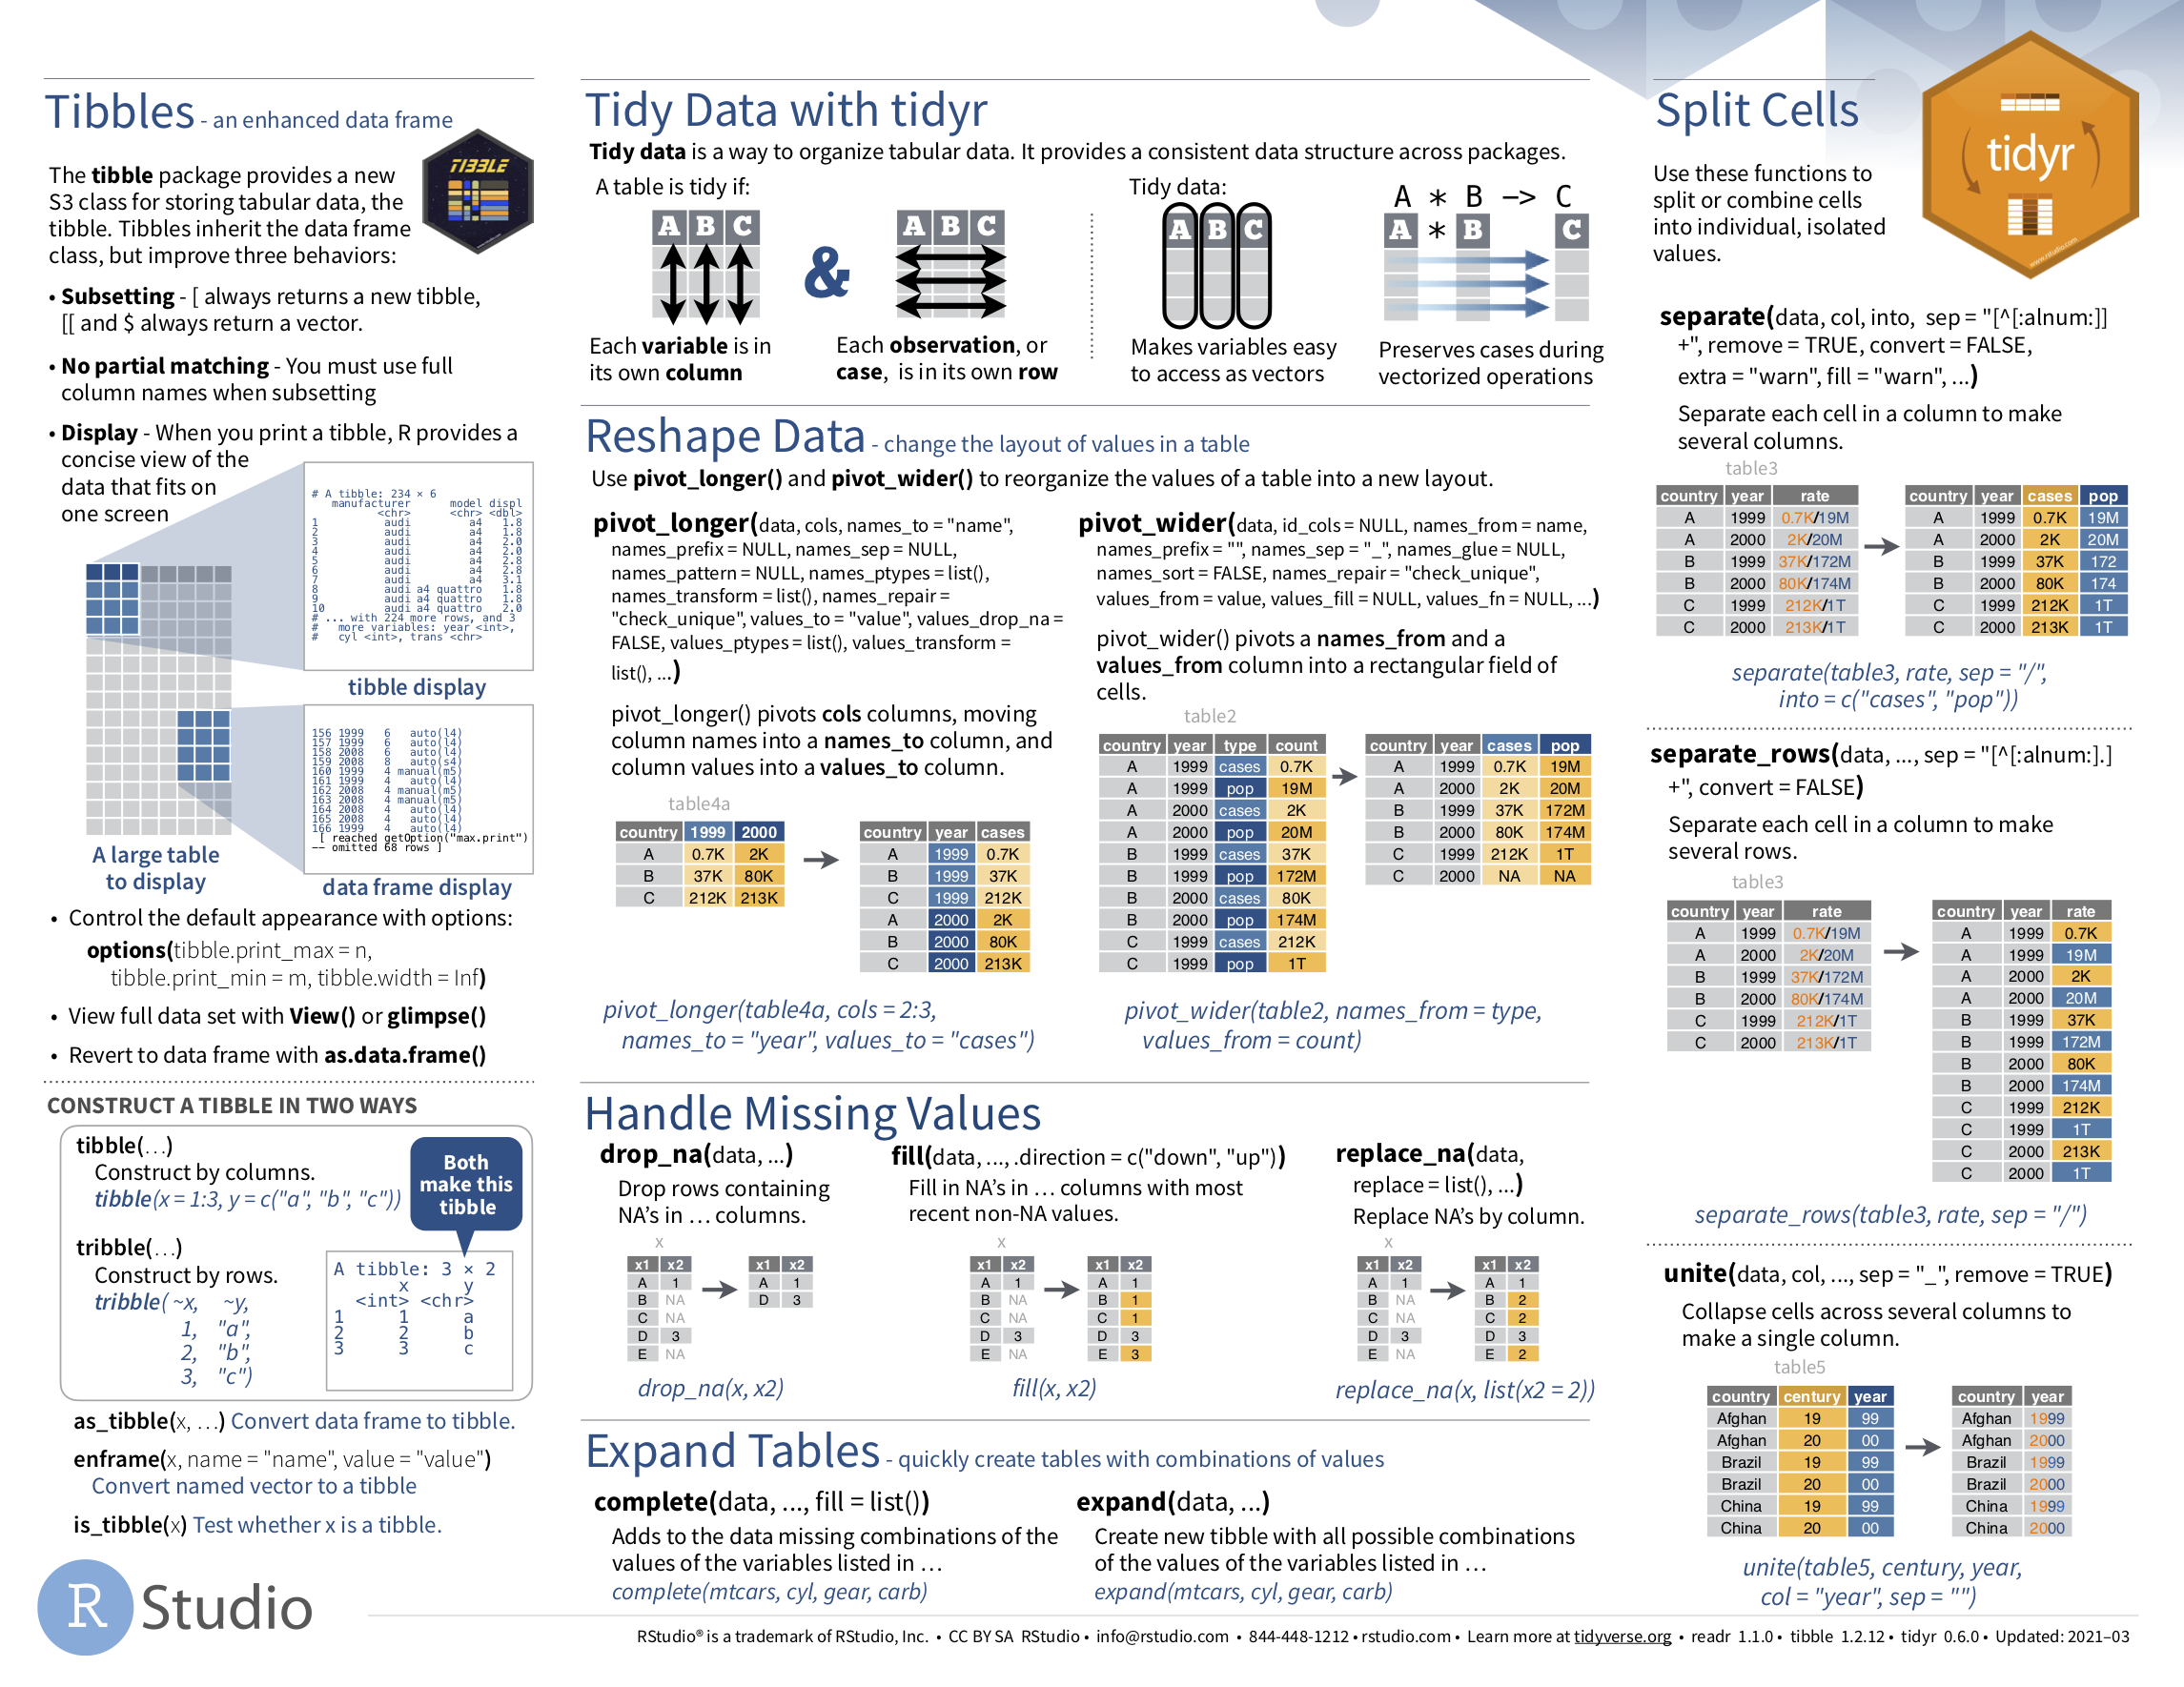 Tibbles - an enhanced data frame
TIBBLE
The tibble package provides a new
S3 class for storing tabular data, the
tibble. Tibbles inherit the data frame
class, but improve three behaviors:
• Subsetting - [ always returns a new tibble,
[[ and $ always return a vector.
• No partial matching - You must use full
column names when subsetting
• Display - When you print a tibble, R provides a
concise view of the
data that fits on
one screen
# A tibble: 234 × 6
manufacturer model displ
<chr> <chr> <dbl>
1 audi a4 1.8
2 audi a4 1.8
3 audi a4 2.0
4 audi a4 2.0
5 audi a4 2.8
6 audi a4 2.8
7 audi a4 3.1
8 audi a4 quattro 1.8
9 audi a4 quattro 1.8
10 audi a4 quattro 2.0
# ... with 224 more rows, and 3
# more variables: year <int>,
# cyl <int>, trans <chr>
tibble display
156 1999 6 auto(l4)
157 1999 6 auto(l4)
158 2008 6 auto(l4)
159 2008 8 auto(s4)
160 1999 4 manual(m5)
161 1999 4 auto(l4)
162 2008 4 manual(m5)
163 2008 4 manual(m5)
164 2008 4 auto(l4)
165 2008 4 auto(l4)
166 1999 4 auto(l4)
[ reached getOption("max.print")
-- omitted 68 rows ]
A large table
to display
data frame display
• Control the default appearance with options:
options(tibble.print_max = n,
tibble.print_min = m, tibble.width = Inf)
• View full data set with View() or glimpse()
• Revert to data frame with as.data.frame()
CONSTRUCT A TIBBLE IN TWO WAYS
tibble(…)
Construct by columns.
tibble(x = 1:3, y = c("a", "b", "c"))
Both
make this
tibble
tribble(…)
Construct by rows.
tribble( ~x, ~y,
1, "a",
2, "b",
3, "c")
A tibble: 3 × 2
x y
<int> <chr>
1 1 a
2 2 b
3 3 c
as_tibble(x, …) Convert data frame to tibble.
enframe(x, name = "name", value = "value")
Convert named vector to a tibble
is_tibble(x) Test whether x is a tibble.
R Studio
Tidy Data with tidyr
Tidy data is a way to organize tabular data. It provides a consistent data structure across packages.
A table is tidy if:
A B C
&
A B C
Each variable is in
its own column
Each observation, or
case, is in its own row
Tidy data:
A B C
Makes variables easy
to access as vectors
A * B -> C
A * B C
Preserves cases during
vectorized operations
Reshape Data - change the layout of values in a table
Use pivot_longer() and pivot_wider() to reorganize the values of a table into a new layout.
pivot_longer(data, cols, names_to = "name",
names_prefix = NULL, names_sep = NULL,
names_pattern = NULL, names_ptypes = list(),
names_transform = list(), names_repair =
"check_unique", values_to = "value", values_drop_na =
FALSE, values_ptypes = list(), values_transform =
list(), ...)
pivot_longer() pivots cols columns, moving
column names into a names_to column, and
column values into a values_to column.
table4a
country 1999 2000
A 0.7K 2K
B 37K 80K
C 212K 213K
country year cases
A 1999 0.7K
B 1999 37K
C 1999 212K
A 2000 2K
B 2000 80K
C 2000 213K
pivot_longer(table4a, cols = 2:3,
names_to = "year", values_to = "cases")
pivot_wider(data, id_cols = NULL, names_from = name,
names_prefix = "", names_sep = "_", names_glue = NULL,
names_sort = FALSE, names_repair = "check_unique",
values_from = value, values_fill = NULL, values_fn = NULL, ...)
pivot_wider() pivots a names_from and a
values_from column into a rectangular field of
cells.
table2
country year type count
A 1999 cases 0.7K
A 1999 pop 19M
A 2000 cases 2K
A 2000 pop 20M
B 1999 cases 37K
B 1999 pop 172M
B 2000 cases 80K
B 2000 pop 174M
C 1999 cases 212K
C 1999 pop 1T
country year cases pop
A 1999 0.7K 19M
A 2000 2K 20M
B 1999 37K 172M
B 2000 80K 174M
C 1999 212K 1T
C 2000 NA NA
pivot_wider(table2, names_from = type,
values_from = count)
Handle Missing Values
drop_na(data, ...)
Drop rows containing
NA's in … columns.
x
x1 x2
A 1
B NA
C NA
D 3
E NA
x1 x2
A 1
D 3
drop_na(x, x2)
fill(data, ..., .direction = c("down", "up"))
Fill in NA's in … columns with most
recent non-NA values.
x
x1 x2
A 1
B NA
C NA
D 3
E NA
x1 x2
A 1
B 1
C 1
D 3
E 3
fill(x, x2)
replace_na(data,
replace = list(), ...)
Replace NA's by column.
x
x1 x2
A 1
B NA
C NA
D 3
E NA
x1 x2
A 1
B 2
C 2
D 3
E 2
replace_na(x, list(x2 = 2))
Expand Tables - quickly create tables with combinations of values
complete(data, ..., fill = list())
Adds to the data missing combinations of the
values of the variables listed in …
complete(mtcars, cyl, gear, carb)
expand(data, ...)
Create new tibble with all possible combinations
of the values of the variables listed in …
expand(mtcars, cyl, gear, carb)
Split Cells
tidyr
www.rstudio.com
Use these functions to
split or combine cells
into individual, isolated
values.
separate(data, col, into, sep = "[^[:alnum:]]
+", remove = TRUE, convert = FALSE,
extra = "warn", fill = "warn", ...)
Separate each cell in a column to make
several columns.
table3
country year rate
A 1999 0.7K/19M
A 2000 2K/20M
B 1999 37K/172M
B 2000 80K/174M
C 1999 212K/1T
C 2000 213K/1T
country year cases pop
A 1999 0.7K 19M
A 2000 2K 20M
B 1999 37K 172
B 2000 80K 174
C 1999 212K 1T
C 2000 213K 1T
separate(table3, rate, sep = "/",
into = c("cases", "pop"))
separate_rows(data, ..., sep = "[^[:alnum:].]
+", convert = FALSE)
Separate each cell in a column to make
several rows.
table3
country year rate
A 1999 0.7K/19M
A 2000 2K/20M
B 1999 37K/172M
B 2000 80K/174M
C 1999 212K/1T
C 2000 213K/1T
country year rate
A 1999 0.7K
A 1999 19M
A 2000 2K
A 2000 20M
B 1999 37K
B 1999 172M
B 2000 80K
B 2000 174M
C 1999 212K
C 1999 1T
C 2000 213K
C 2000 1T
separate_rows(table3, rate, sep = "/")
unite(data, col, ..., sep = "_", remove = TRUE)
Collapse cells across several columns to
make a single column.
table5
country century year
Afghan 19 99
Afghan 20 00
Brazil 19 99
Brazil 20 00
China 19 99
China 20 00
country year
Afghan 1999
Afghan 2000
Brazil 1999
Brazil 2000
China 1999
China 2000
unite(table5, century, year,
col = "year", sep = "")
RStudio® is a trademark of RStudio, Inc. • CC BY SA RStudio • info@rstudio.com • 844-448-1212 • rstudio.com • Learn more at tidyverse.org • readr 1.1.0 • tibble 1.2.12 • tidyr 0.6.0 • Updated: 2021–03